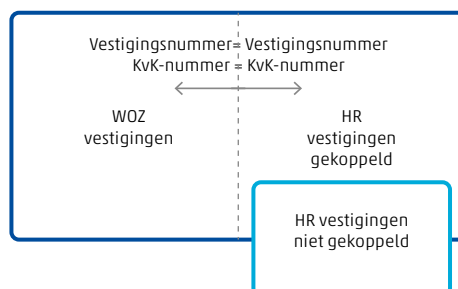 Vestigingsnummer= Vestigingsnummer
KvK-nummer = KvK-nummer
WOZ
vestigingen
HR
vestigingen
gekoppeld
HR vestigingen
niet gekoppeld